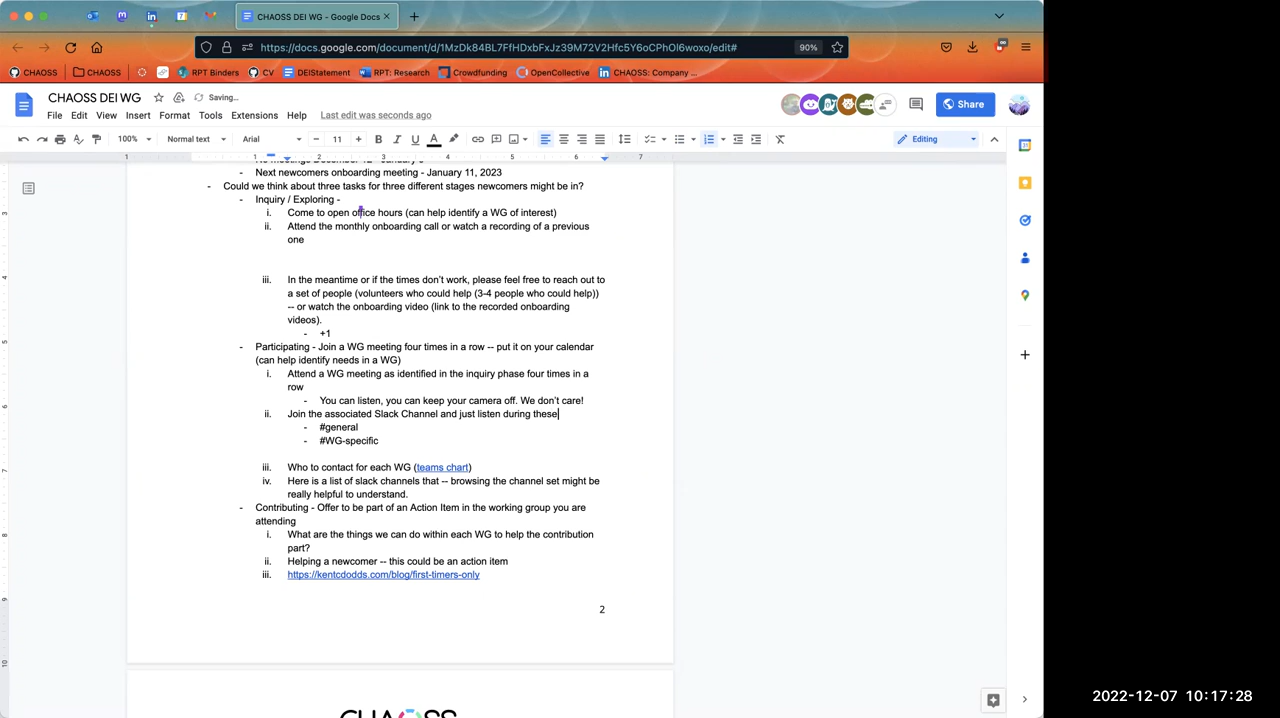 CHAOSS DEI WG - Google Docs
https://docs.google.com/document/d/1MzDk84BL7FfHDxbFxJz39M72V2Hfc5Y6oCPhOl6woxo/edit#
90%
CHAOSS
CHAOSS
RPT Binders
CV
DEIStatement
RPT: Research
Crowdfunding
OpenCollective
CHAOSS: Company ...
CHAOSS DEI WG
Saving...
File Edit View Insert Format Tools Extensions Help
Last edit was seconds ago
Share
100%
Normal text
Arial
11
Editing
1 1 2 3 4 5 6 7
- Next newcomers onboarding meeting - January 11, 2023
- Could we think about three tasks for three different stages newcomers might be in?
- Inquiry / Exploring -
i. Come to open office hours (can help identify a WG of interest)
ii. Attend the monthly onboarding call or watch a recording of a previous
one
iii. In the meantime or if the times don't work, please feel free to reach out to
a set of people (volunteers who could help (3-4 people who could help))
-- or watch the onboarding video (link to the recorded onboarding
videos).
- +1
- Participating - Join a WG meeting four times in a row -- put it on your calendar
(can help identify needs in a WG)
i. Attend a WG meeting as identified in the inquiry phase four times in a
row
- You can listen, you can keep your camera off. We don't care!
ii. Join the associated Slack Channel and just listen during these
- #general
- #WG-specific
iii. Who to contact for each WG (teams chart)
iv. Here is a list of slack channels that -- browsing the channel set might be
really helpful to understand.
- Contributing - Offer to be part of an Action Item in the working group you are
attending
i. What are the things we can do within each WG to help the contribution
part?
ii. Helping a newcomer -- this could be an action item
iii. https://kentcdodds.com/blog/first-timers-only
2
CHAOSS
2022-12-07 10:17:28